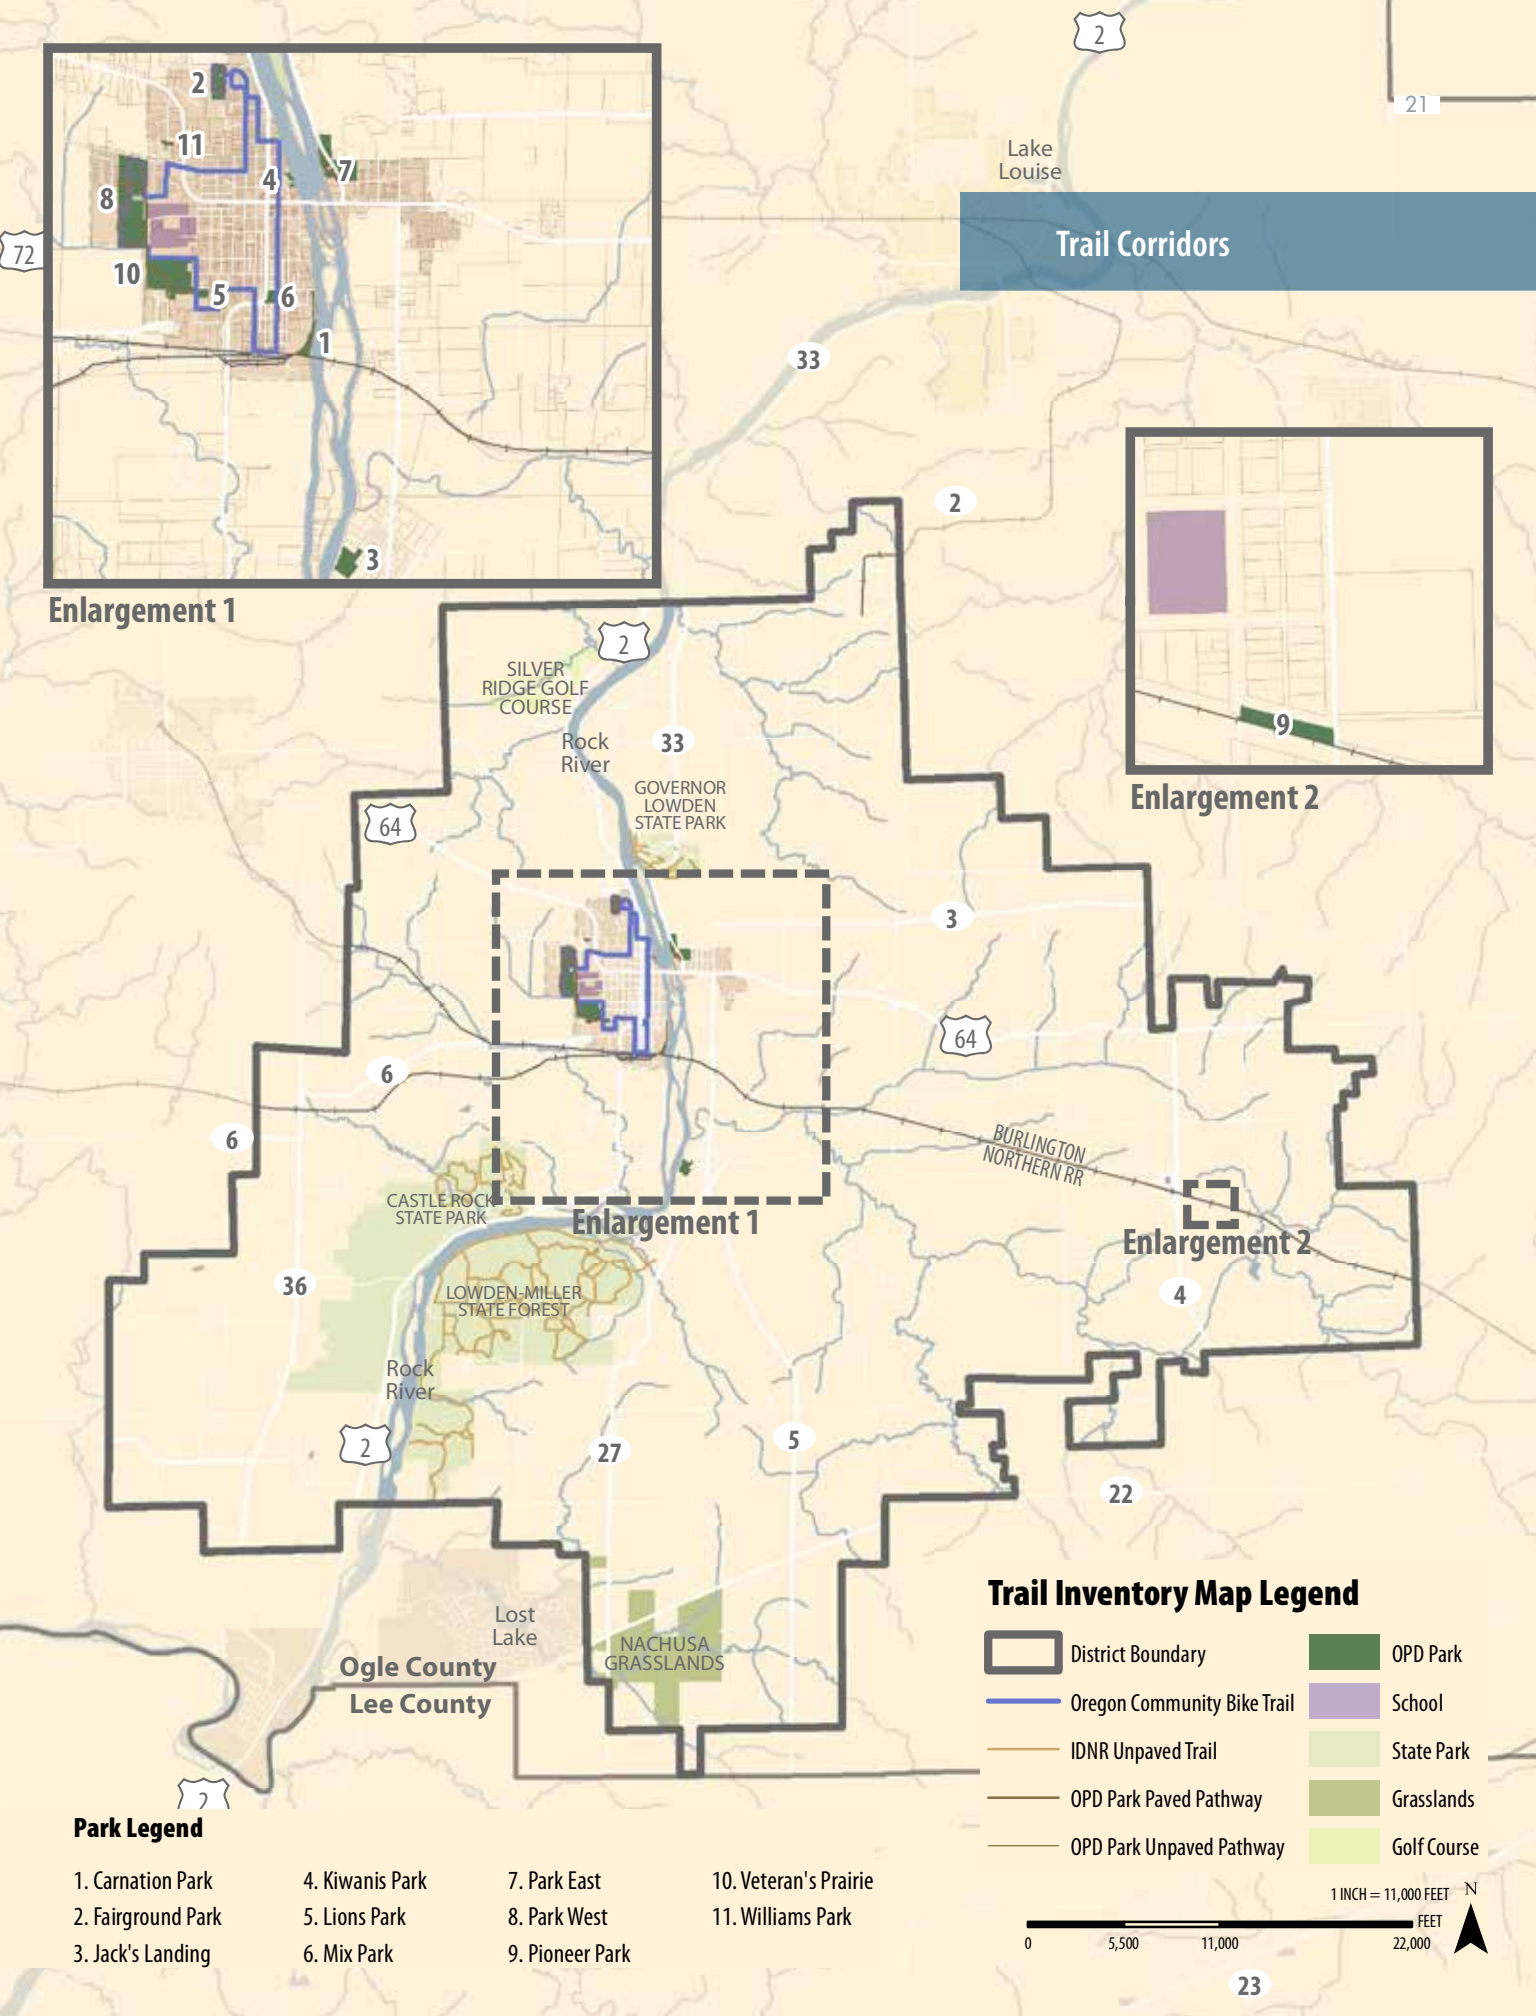 2
21
Lake
Louise
Trail Corridors
2
11
7
4
8
72
10
5
6
1
33
3
2
9
Enlargement 1
Enlargement 2
2
SILVER
RIDGE GOLF
COURSE
Rock
River
33
GOVERNOR
LOWDEN
STATE PARK
64
3
64
6
6
BURLINGTON
NORTHERN RR
CASTLE ROCK
STATE PARK
Enlargement 1
Enlargement 2
36
LOWDEN-MILLER
STATE FOREST
4
Rock
River
2
27
5
22
Lost
Lake
NACHUSA
GRASSLANDS
Ogle County
Lee County
2
Trail Inventory Map Legend
District Boundary
Oregon Community Bike Trail
IDNR Unpaved Trail
OPD Park Paved Pathway
OPD Park Unpaved Pathway
OPD Park
School
State Park
Grasslands
Golf Course
1 INCH = 11,000 FEET
N
FEET
0 5,500 11,000 22,000
23
Park Legend
1. Carnation Park
2. Fairground Park
3. Jack's Landing
4. Kiwanis Park
5. Lions Park
6. Mix Park
7. Park East
8. Park West
9. Pioneer Park
10. Veteran's Prairie
11. Williams Park